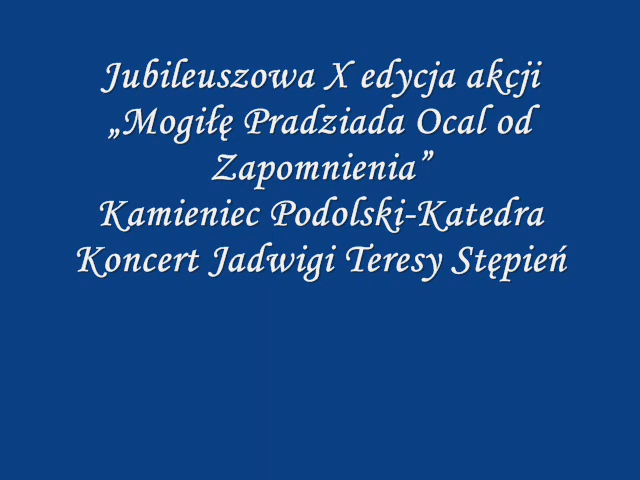 Jubileuszowa X edycja akcji
„Mogiłę Pradziada Ocal od
Zapomnienia”
Kamieniec Podolski-Katedra
Koncert Jadwigi Teresy Stępień